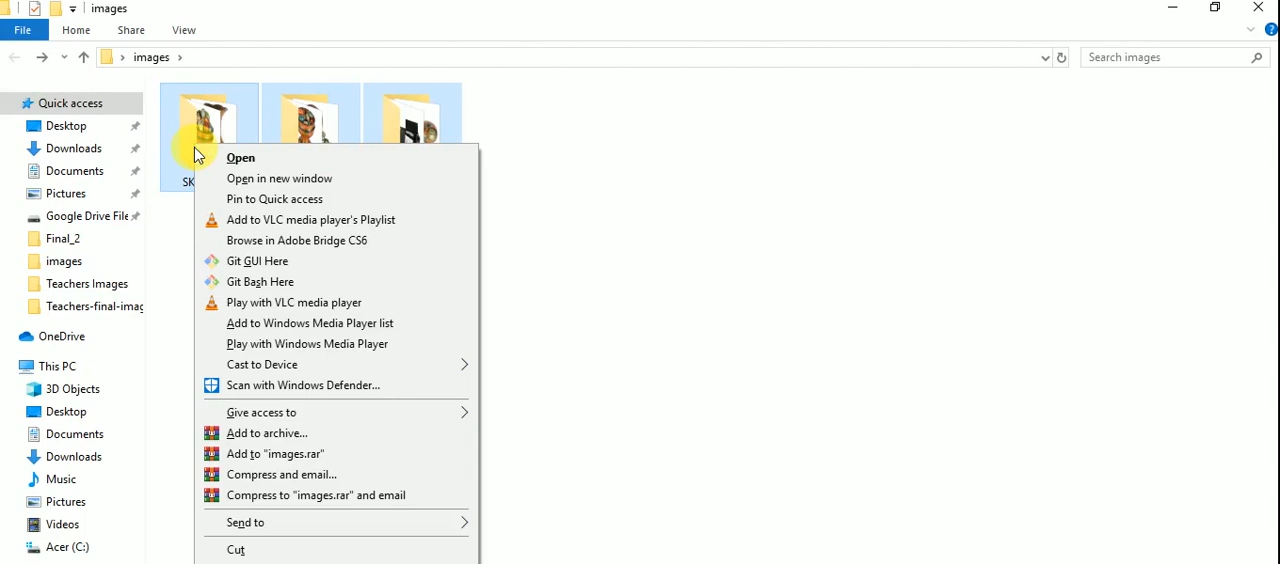 images
File Home Share View
images
Search images
Quick access
Desktop
Downloads
Documents
Pictures
Google Drive File
Final_2
images
Teachers Images
Teachers-final-imag
OneDrive
This PC
3D Objects
Desktop
Documents
Downloads
Music
Pictures
Videos
Acer (C:)
SK
Open
Open in new window
Pin to Quick access
Add to VLC media player's Playlist
Browse in Adobe Bridge CS6
Git GUI Here
Git Bash Here
Play with VLC media player
Add to Windows Media Player list
Play with Windows Media Player
Cast to Device
Scan with Windows Defender...
Give access to
Add to archive...
Add to "images.rar"
Compress and email...
Compress to "images.rar" and email
Send to
Cut